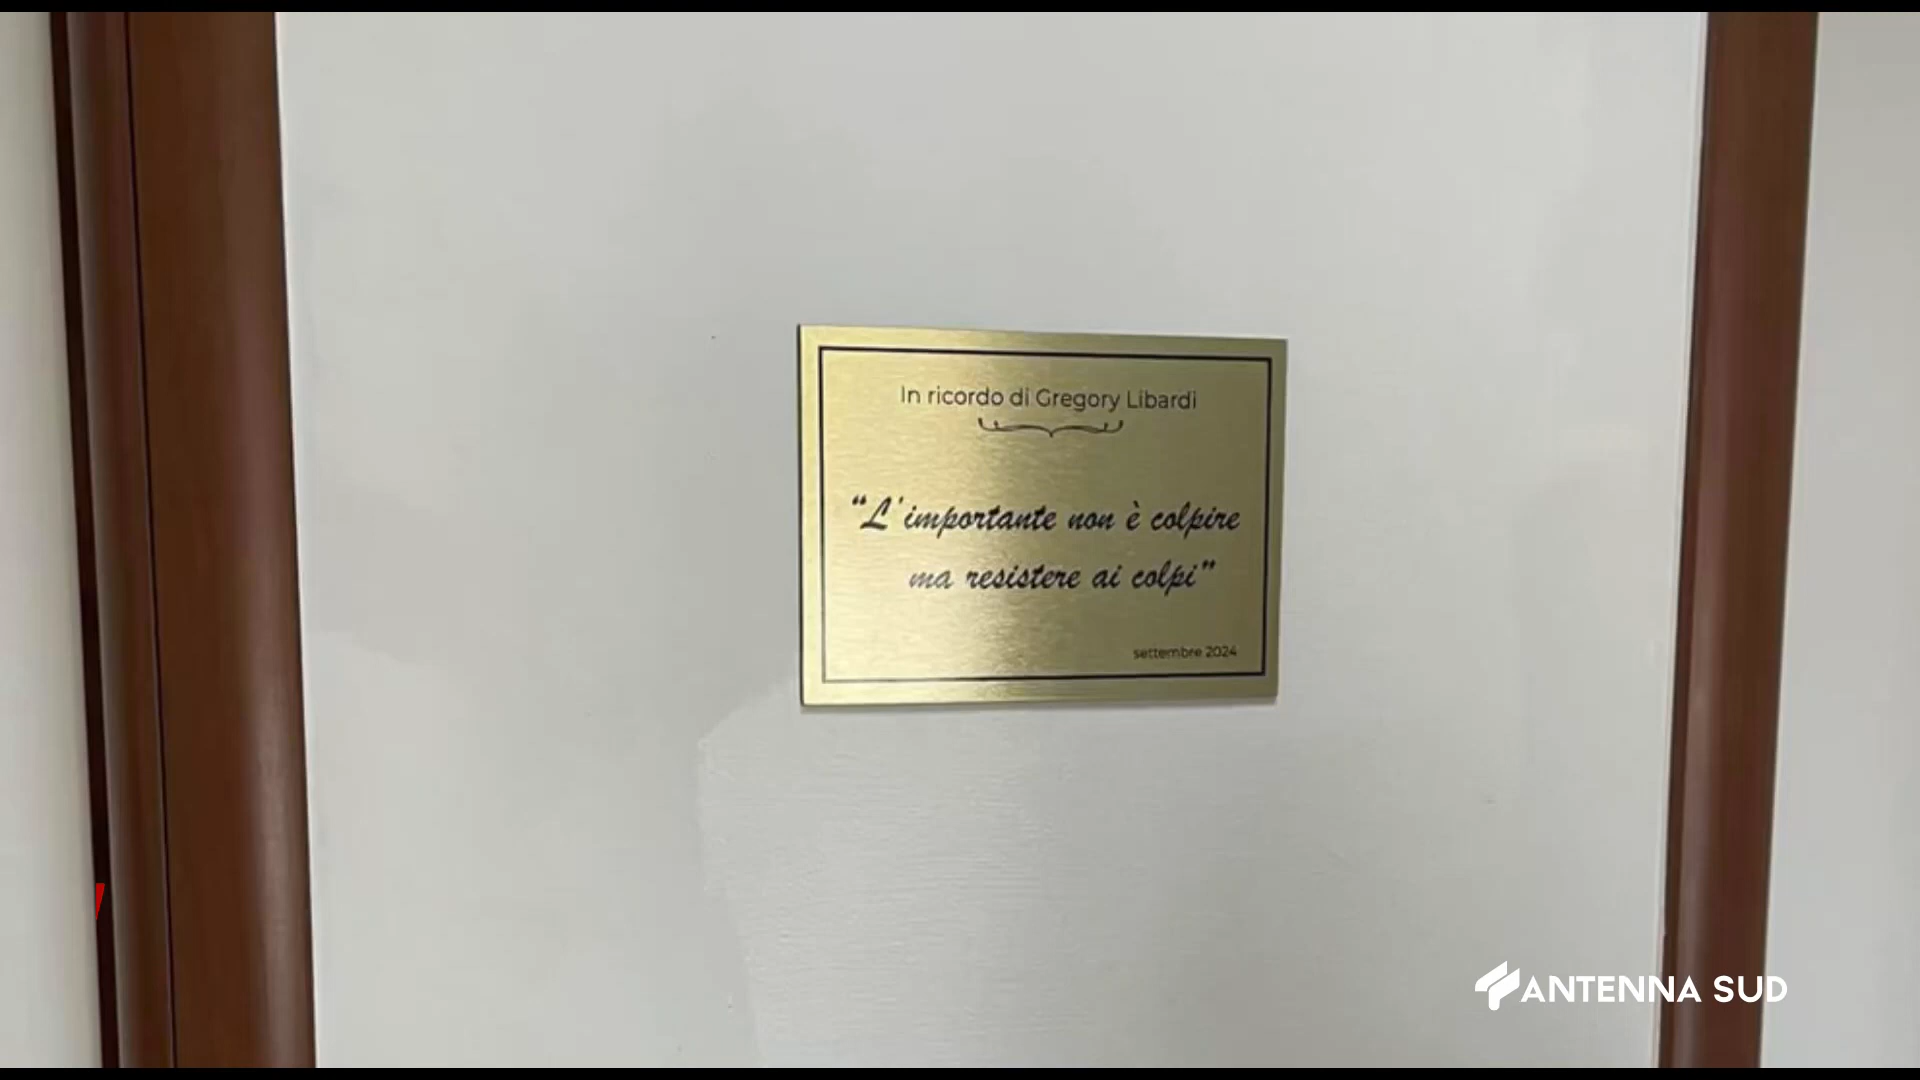 In ricordo di Gregory Libardi
“L'importante non è colpire
ma resistere ai colpi”
settembre 2024
ANTENNA SUD